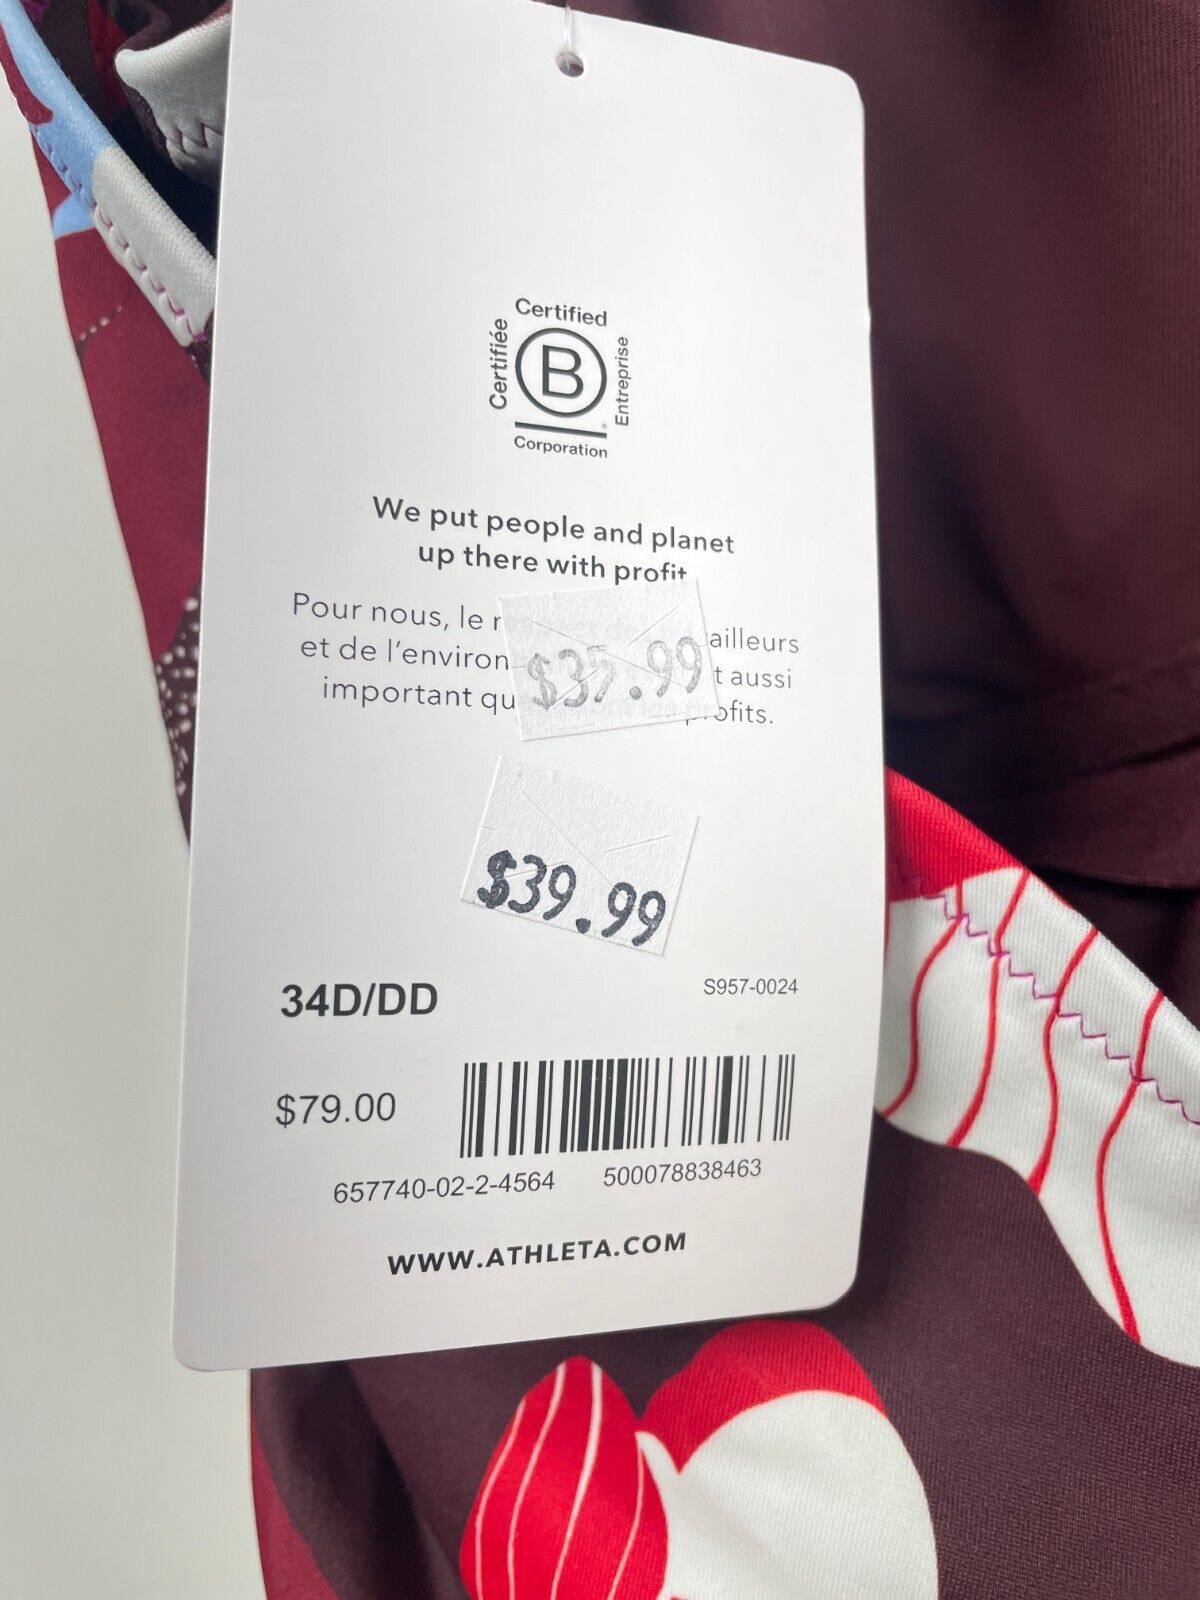 Certified
Certifiée
B
Entreprise
®
Corporation
We put people and planet
up there with profit
Pour nous, le
et de l'environ
important qu
ailleurs
t aussi
ofits.
.99
$39.99
34D/DD
S957-0024
$79.00
657740-02-2-4564
500078838463
WWW.ATHLETA.COM